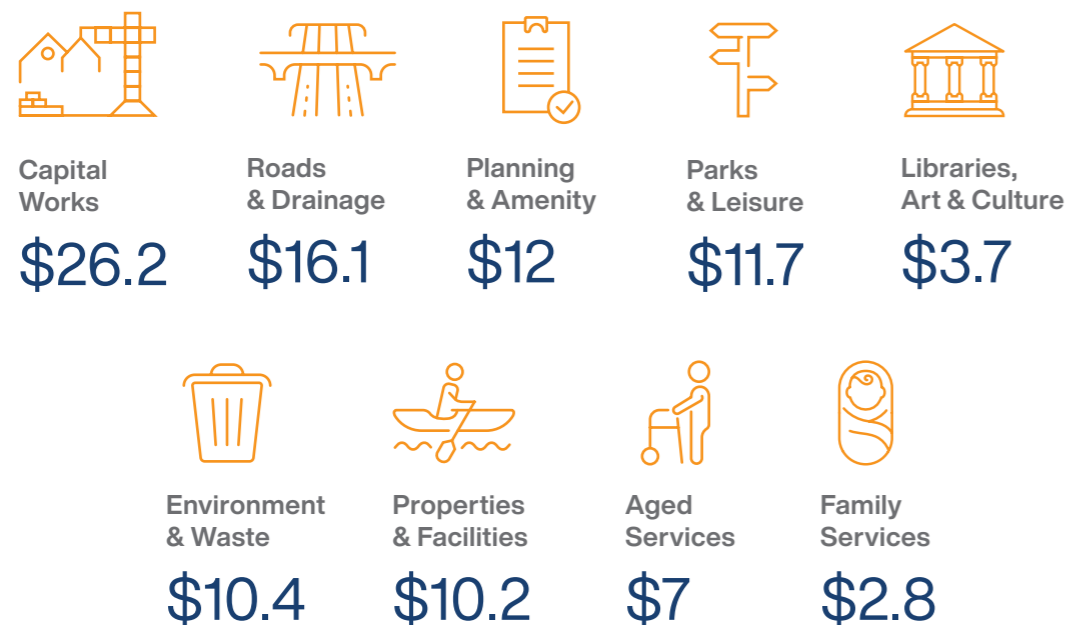 Capital
Works
$26.2
Roads
& Drainage
$16.1
Planning
& Amenity
$12
Parks
& Leisure
$11.7
Libraries,
Art & Culture
$3.7
Environment
& Waste
$10.4
Properties
& Facilities
$10.2
Aged
Services
$7
Family
Services
$2.8